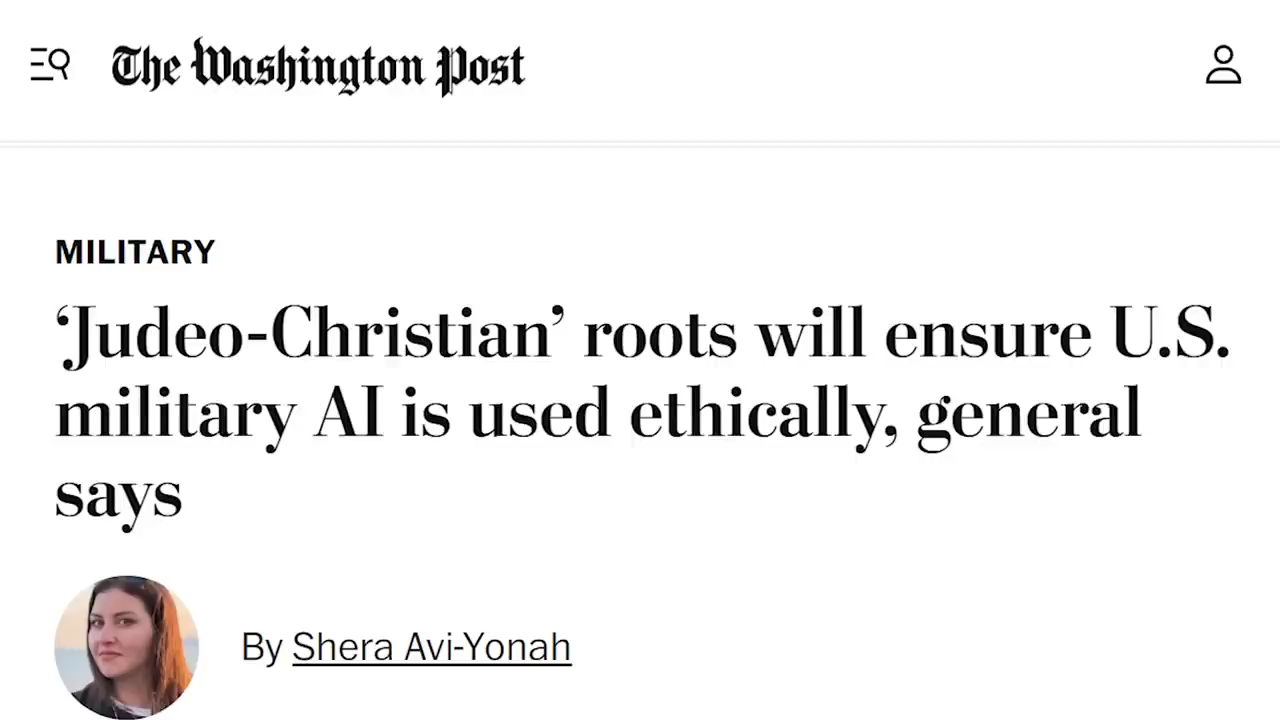 The Washington Post
MILITARY
‘Judeo-Christian’ roots will ensure U.S.
military AI is used ethically, general
says
By Shera Avi-Yonah